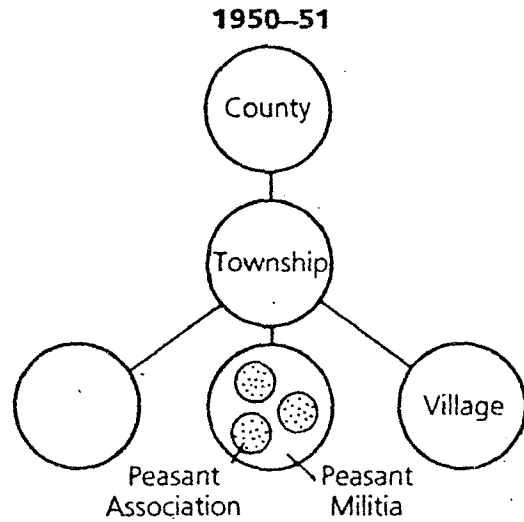 1950–51
County
Township
Village
Peasant
Association
Peasant
Militia